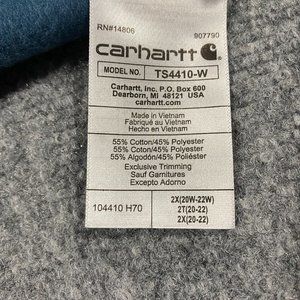 RN#14806 907790
carhartt
MODEL NO. TS4410-W
Carhartt, Inc. P.O. Box 600
Dearborn, MI 48121 USA
carhartt.com
Made in Vietnam
Fabriqué au Vietnam
Hecho en Vietnam
55% Cotton/45% Polyester
55% Coton/45% Polyester
55% Algodón/45% Poliéster
Exclusive Trimming
Sauf Garnitures
Excepto Adorno
104410 H70
2X(20W-22W)
2T(20-22)
2X(20-22)